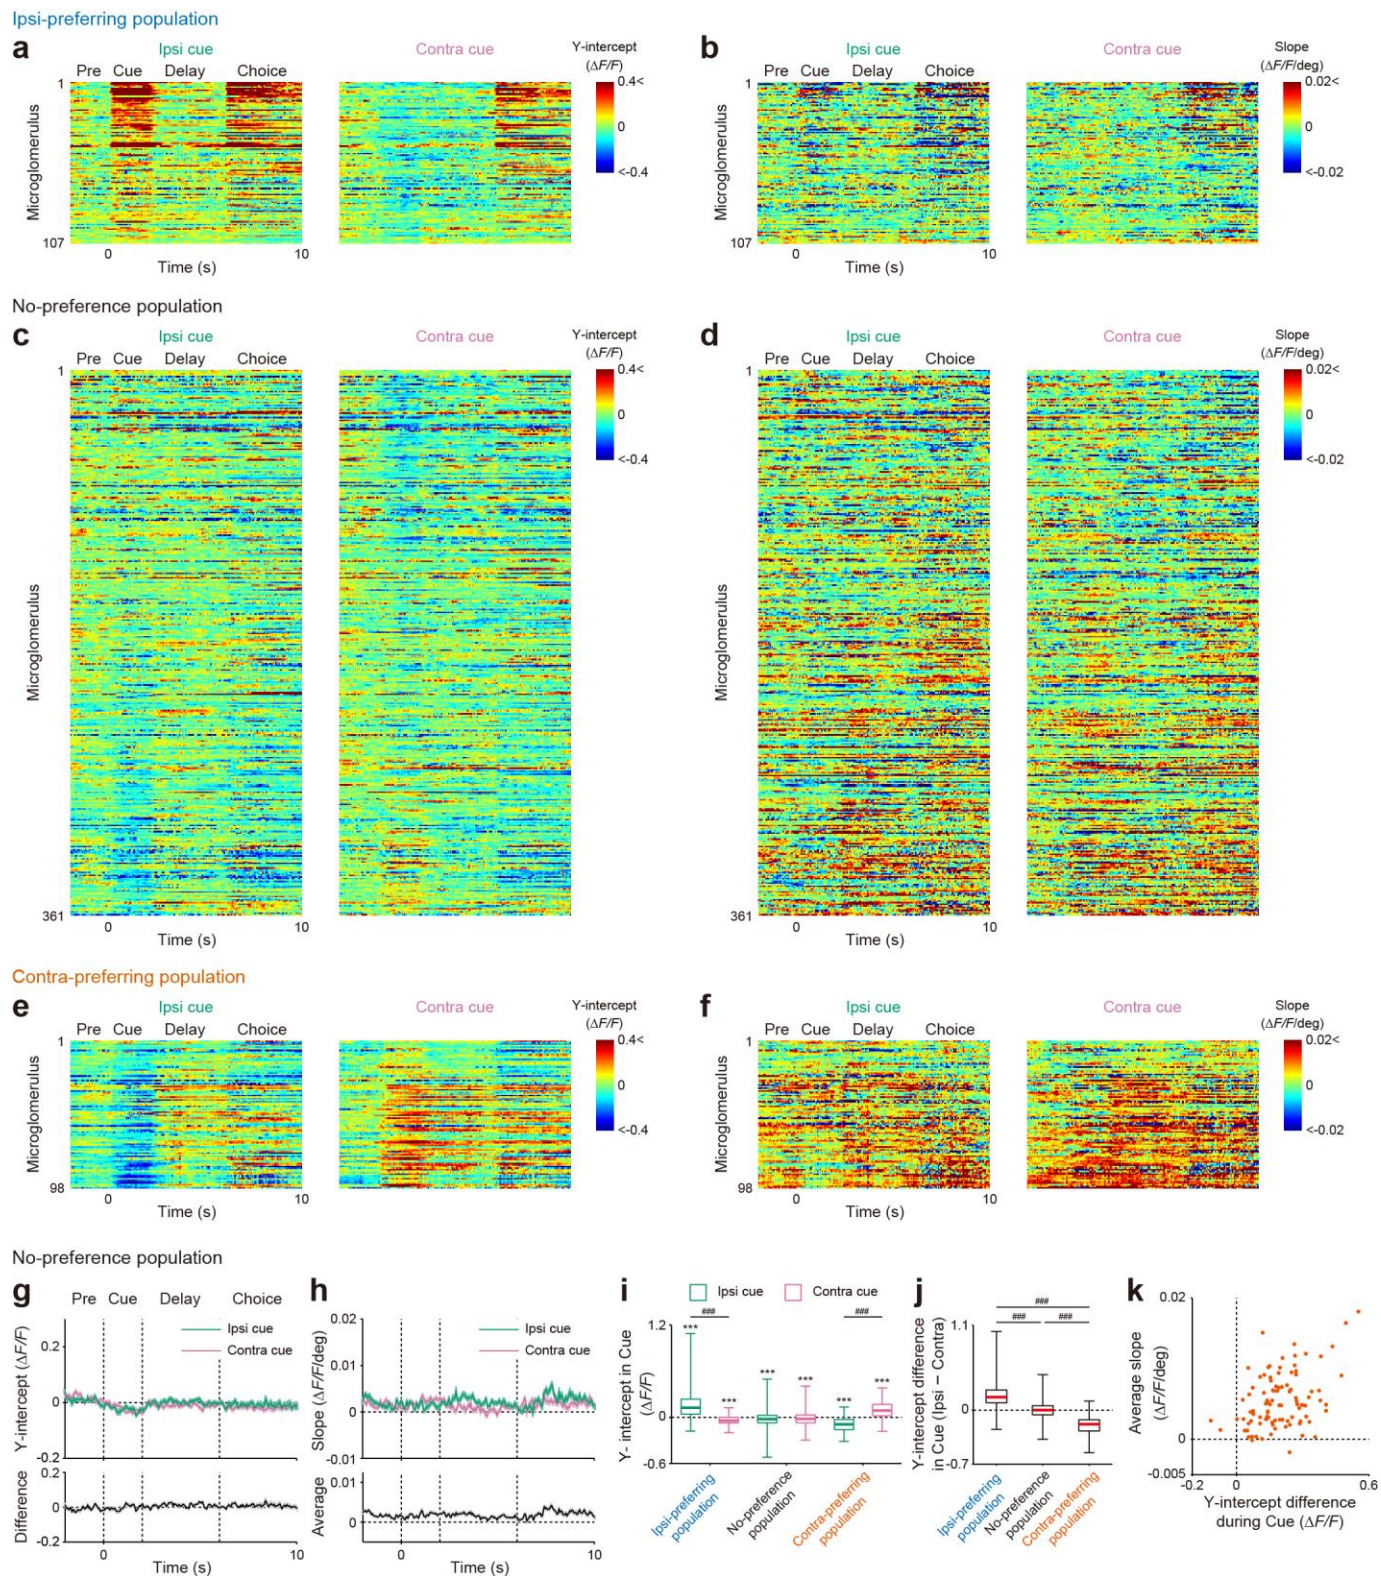 Ipsi-preferring population
a
Ipsi cue
Contra cue
Y-intercept
(ΔF/F)
Pre Cue Delay Choice
0.4<
0
<-0.4
1
Microglomerulus
107
0 10
Time (s)
b
Ipsi cue
Contra cue
Slope
(ΔF/F/deg)
Pre Cue Delay Choice
0.02<
0
<-0.02
1
Microglomerulus
107
0 10
Time (s)
No-preference population
c
Ipsi cue
Contra cue
Y-intercept
(ΔF/F)
Pre Cue Delay Choice
0.4<
0
<-0.4
1
Microglomerulus
361
0 10
Time (s)
d
Ipsi cue
Contra cue
Slope
(ΔF/F/deg)
Pre Cue Delay Choice
0.02<
0
<-0.02
1
Microglomerulus
361
0 10
Time (s)
Contra-preferring population
e
Ipsi cue
Contra cue
Y-intercept
(ΔF/F)
Pre Cue Delay Choice
0.4<
0
<-0.4
1
Microglomerulus
98
0 10
Time (s)
f
Ipsi cue
Contra cue
Slope
(ΔF/F/deg)
Pre Cue Delay Choice
0.02<
0
<-0.02
1
Microglomerulus
98
0 10
Time (s)
No-preference population
g
Pre Cue Delay Choice
Ipsi cue
Contra cue
Y-intercept (ΔF/F)
0.2
0
-0.2
Difference
0.2
0
-0.2
0 10
Time (s)
h
Ipsi cue
Contra cue
Slope (ΔF/F/deg)
0.02
0.01
0
-0.01
Average
0.01
0
0 10
Time (s)
i
Ipsi cue
Contra cue
Y- intercept in Cue
(ΔF/F)
1.2
0
-0.6
### ###
*** *** *** *** *** ***
Ipsi-preferring
population
No-preference
population
Contra-preferring
population
j
Y-intercept difference
in Cue (Ipsi − Contra)
1.1
0
-0.7
###
### ###
Ipsi-preferring
population
No-preference
population
Contra-preferring
population
k
Average slope
(ΔF/F/deg)
0.02
0
-0.005
-0.2 0 0.6
Y-intercept difference
during Cue (ΔF/F)